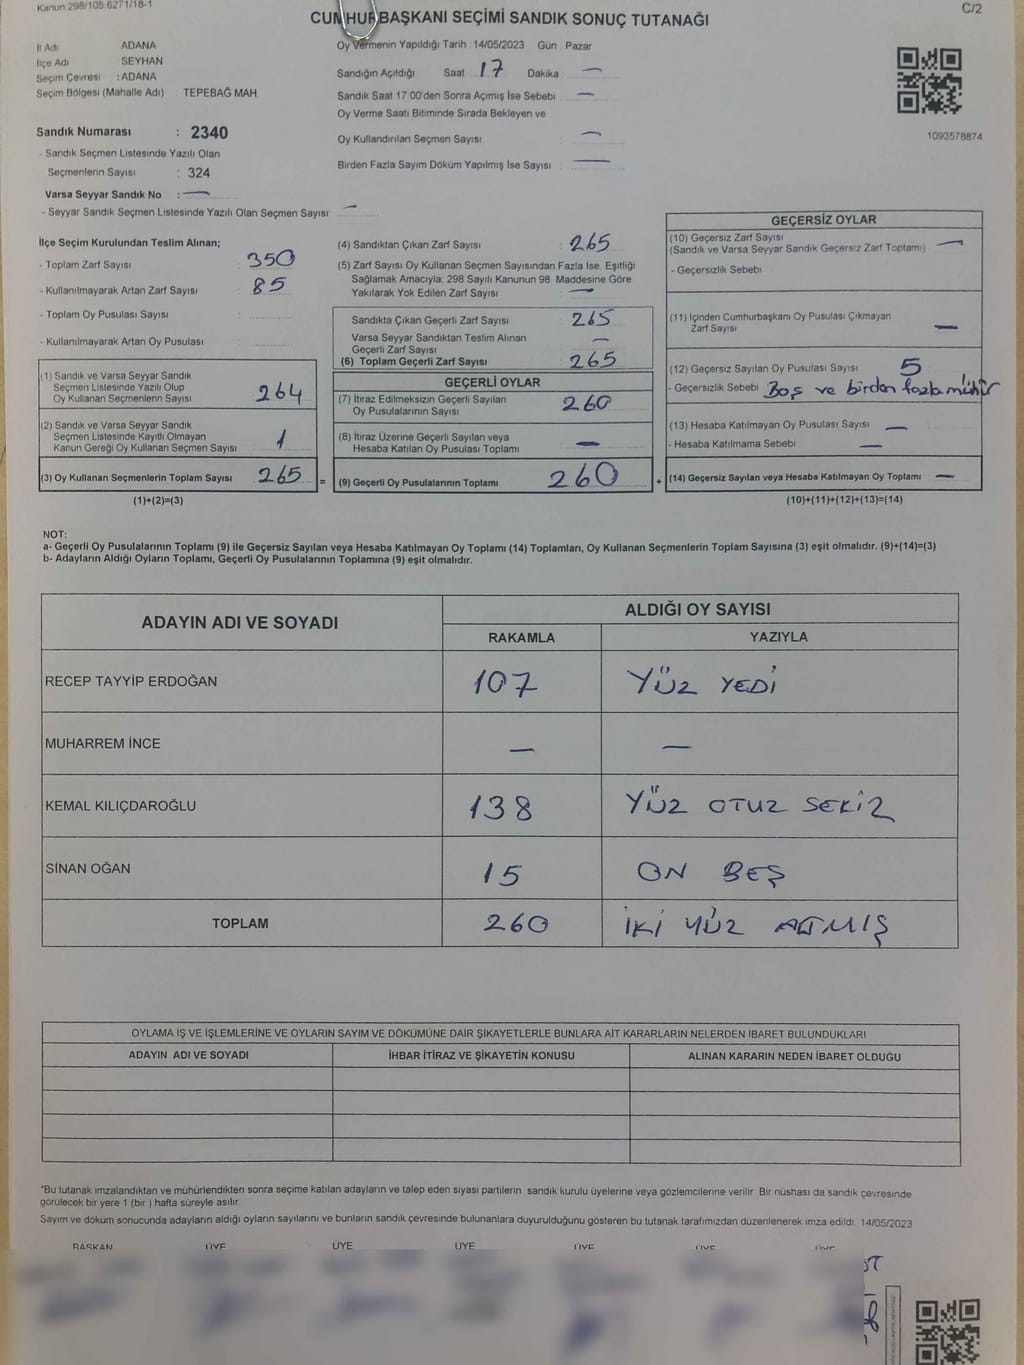 Kanun 298/105.6271/18-1
C/2
CUMHURBAŞKANI SEÇİMİ SANDIK SONUÇ TUTANAĞI
İl Adı ADANA
İlçe Adı SEYHAN
Seçim Çevresi : ADANA
Seçim Bölgesi (Mahalle Adı) TEPEBAĞ MAH.
Oy Vermenin Yapıldığı Tarih : 14/05/2023 Gün : Pazar
Sandığın Açıldığı Saat 17 Dakika —
Sandık Saat 17.00'den Sonra Açımış İse Sebebi —
Oy Verme Saati Bitiminde Sırada Bekleyen ve
Oy Kullandırılan Seçmen Sayısı —
Birden Fazla Sayım Döküm Yapılmış İse Sayısı —
1093578874
Sandık Numarası : 2340
- Sandık Seçmen Listesinde Yazılı Olan
Seçmenlerin Sayısı : 324
Varsa Seyyar Sandık No : —
- Seyyar Sandık Seçmen Listesinde Yazılı Olan Seçmen Sayısı —
İlçe Seçim Kurulundan Teslim Alınan;
- Toplam Zarf Sayısı 350
- Kullanılmayarak Artan Zarf Sayısı 85
- Toplam Oy Pusulası Sayısı :
- Kullanılmayarak Artan Oy Pusulası :
(1) Sandık ve Varsa Seyyar Sandık
Seçmen Listesinde Yazılı Olup
Oy Kullanan Seçmenlerin Sayısı 264
(2) Sandık ve Varsa Seyyar Sandık
Seçmen Listesinde Kayıtlı Olmayan
Kanun Gereği Oy Kullanan Seçmen Sayısı 1
(3) Oy Kullanan Seçmenlerin Toplam Sayısı 265 =
(1)+(2)=(3)
(4) Sandıktan Çıkan Zarf Sayısı : 265
(5) Zarf Sayısı Oy Kullanan Seçmen Sayısından Fazla İse, Eşitliği
Sağlamak Amacıyla; 298 Sayılı Kanunun 98. Maddesine Göre
Yakılarak Yok Edilen Zarf Sayısı —
Sandıkta Çıkan Geçerli Zarf Sayısı 265
Varsa Seyyar Sandıktan Teslim Alınan
Geçerli Zarf Sayısı —
(6) Toplam Geçerli Zarf Sayısı 265
GEÇERLİ OYLAR
(7) İtiraz Edilmeksizin Geçerli Sayılan
Oy Pusulalarının Sayısı 260
(8) İtiraz Üzerine Geçerli Sayılan veya
Hesaba Katılan Oy Pusulası Toplamı —
(9) Geçerli Oy Pusulalarının Toplamı 260 +
GEÇERSİZ OYLAR
(10) Geçersiz Zarf Sayısı
(Sandık ve Varsa Seyyar Sandık Geçersiz Zarf Toplamı) —
- Geçersizlik Sebebi
(11) İçinden Cumhurbaşkanı Oy Pusulası Çıkmayan
Zarf Sayısı —
(12) Geçersiz Sayılan Oy Pusulası Sayısı 5
- Geçersizlik Sebebi Boş ve birden fazla mühür
(13) Hesaba Katılmayan Oy Pusulası Sayısı —
- Hesaba Katılmama Sebebi —
(14) Geçersiz Sayılan veya Hesaba Katılmayan Oy Toplamı —
(10)+(11)+(12)+(13)=(14)
NOT:
a- Geçerli Oy Pusulalarının Toplamı (9) ile Geçersiz Sayılan veya Hesaba Katılmayan Oy Toplamı (14) Toplamları, Oy Kullanan Seçmenlerin Toplam Sayısına (3) eşit olmalıdır. (9)+(14)=(3)
b- Adayların Aldığı Oyların Toplamı, Geçerli Oy Pusulalarının Toplamına (9) eşit olmalıdır.
ADAYIN ADI VE SOYADI
ALDIĞI OY SAYISI
RAKAMLA YAZIYLA
RECEP TAYYİP ERDOĞAN 107 YÜZ YEDİ
MUHARREM İNCE — —
KEMAL KILIÇDAROĞLU 138 YÜZ OTUZ SEKİZ
SİNAN OĞAN 15 ON BEŞ
TOPLAM 260 İKİ YÜZ ALTMIŞ
OYLAMA İŞ VE İŞLEMLERİNE VE OYLARIN SAYIM VE DÖKÜMÜNE DAİR ŞİKAYETLERLE BUNLARA AİT KARARLARIN NELERDEN İBARET BULUNDUKLARI
ADAYIN ADI VE SOYADI İHBAR İTİRAZ VE ŞİKAYETİN KONUSU ALINAN KARARIN NEDEN İBARET OLDUĞU
*Bu tutanak imzalandıktan ve mühürlendikten sonra seçime katılan adayların ve talep eden siyasi partilerin sandık kurulu üyelerine veya gözlemcilerine verilir. Bir nüshası da sandık çevresinde
görülecek bir yere 1 (bir ) hafta süreyle asılır.
Sayım ve döküm sonucunda adayların aldığı oyların sayılarını ve bunların sandık çevresinde bulunanlara duyurulduğunu gösteren bu tutanak tarafımızdan düzenlenerek imza edildi. 14/05/2023
BAŞKAN ÜYE ÜYE ÜYE ÜYE ÜYE ÜYE